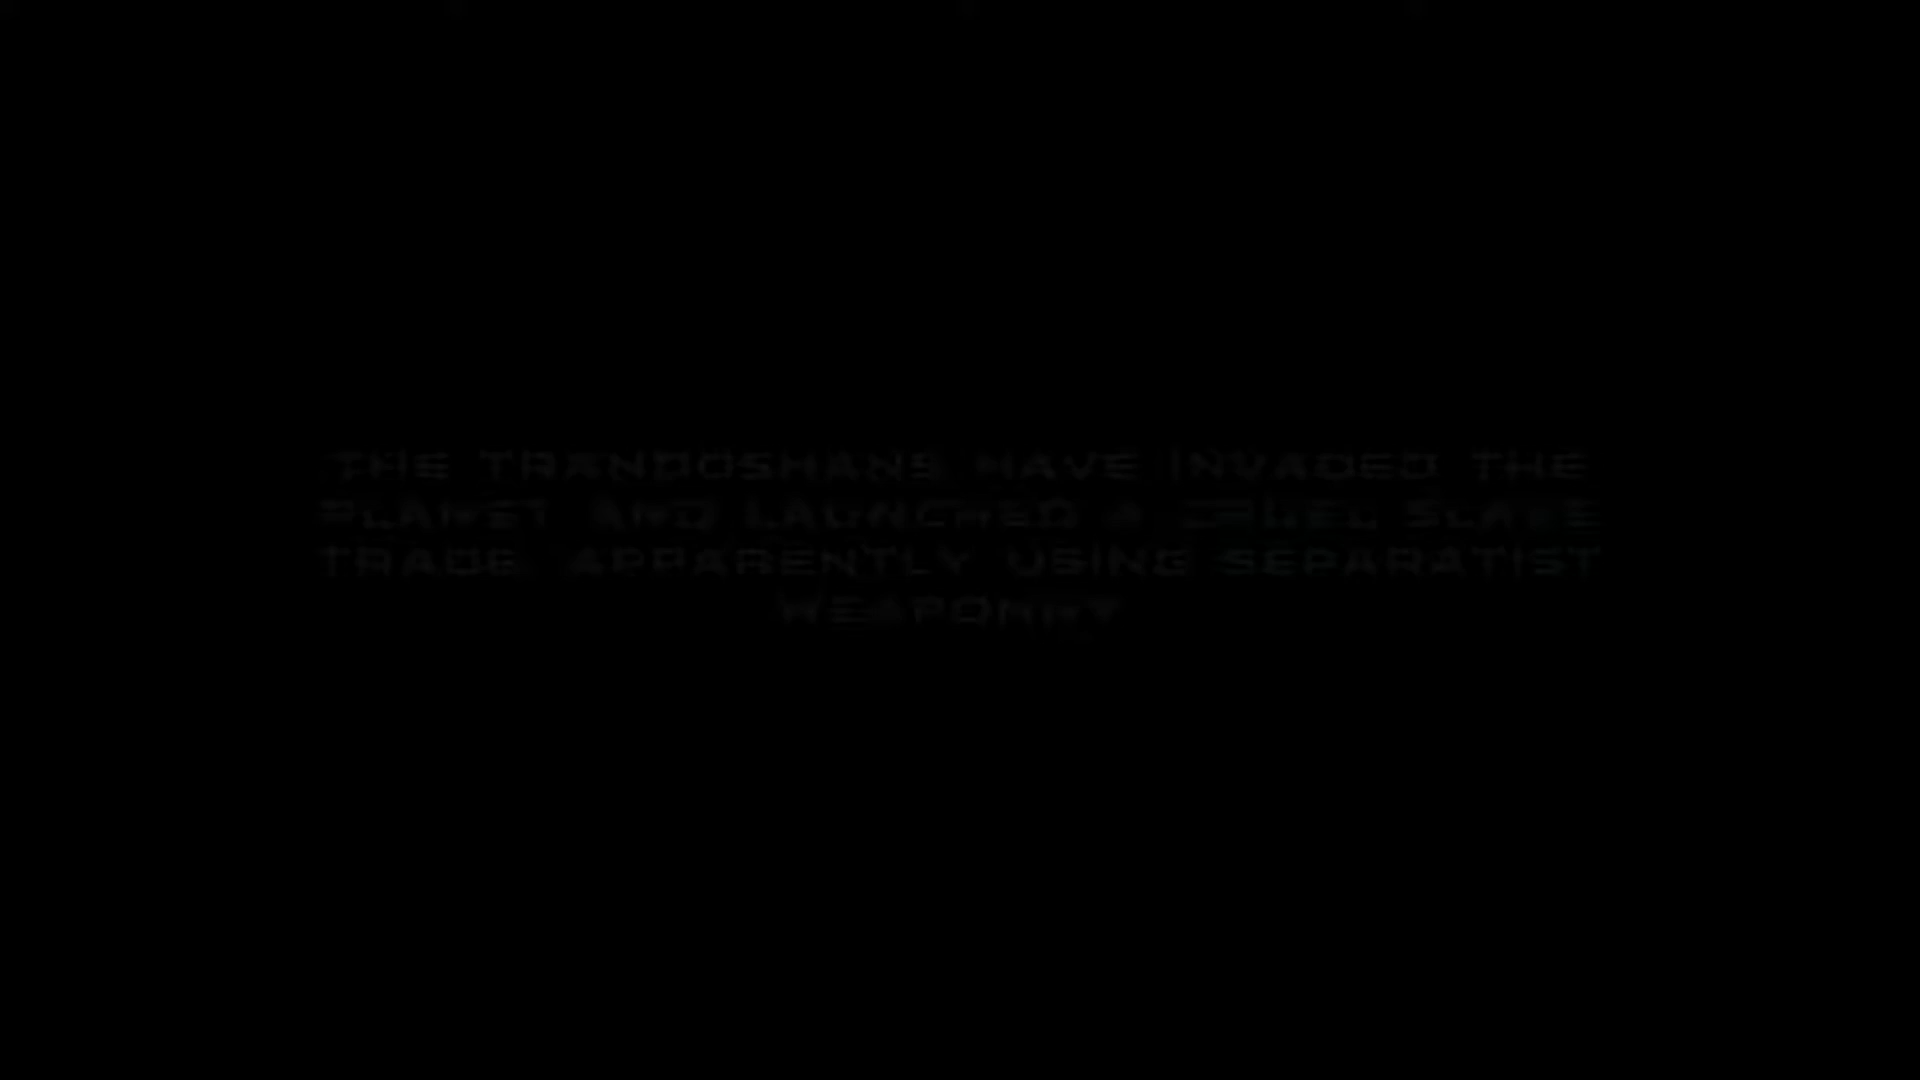 THE TRANDOSHANS HAVE INVADED THE
PLANET AND LAUNCHED A CRUEL SLAVE
TRADE, APPARENTLY USING SEPARATIST
WEAPONRY